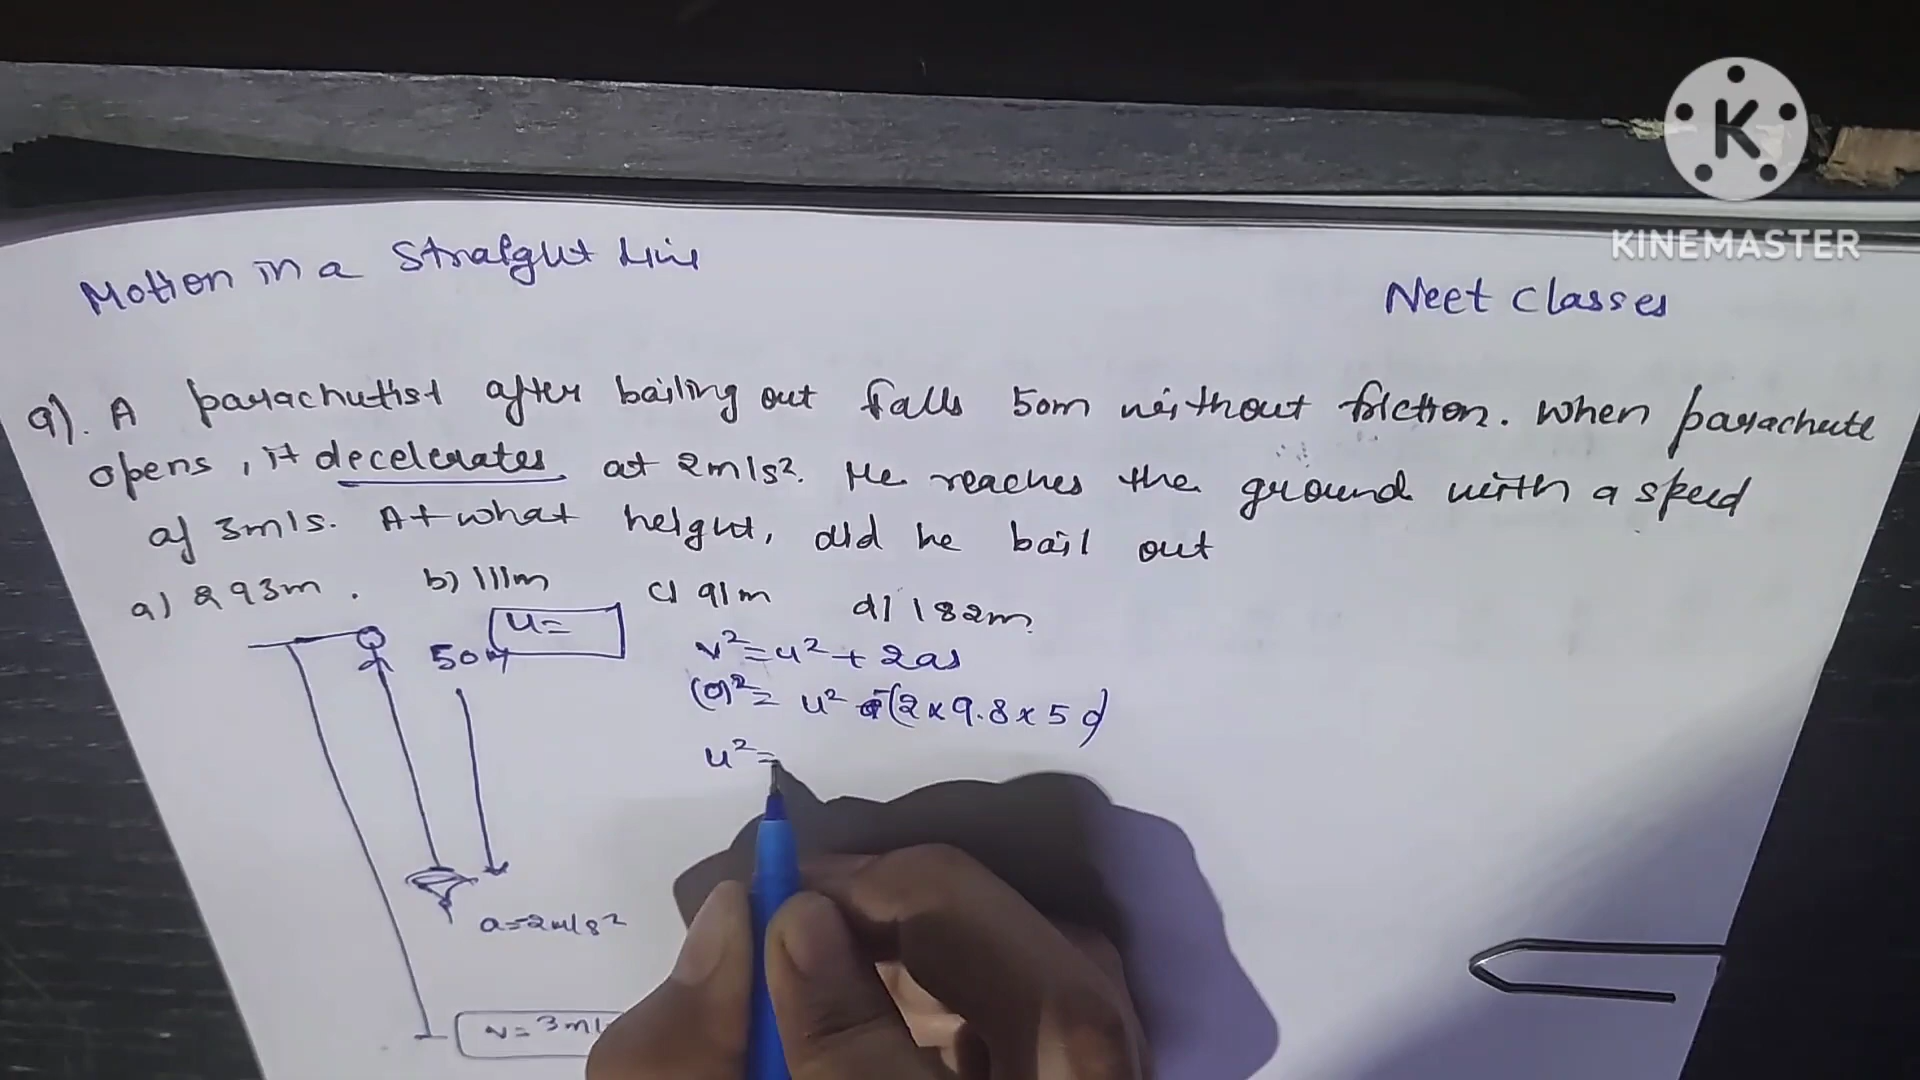 K
KINEMASTER
Motion in a Straight Line
Neet Classes
9). A parachutist after bailing out falls 50m without friction. When parachute
opens, it decelerates at 2m/s². He reaches the ground with a speed
of 3m/s. At what height, did he bail out
a) 293m. b) 111m c) 91m d) 182m
u=
50m
v² = u² + 2as
(0)² = u² -(2×9.8×50)
u² =
a=2m/s²
v= 3m/